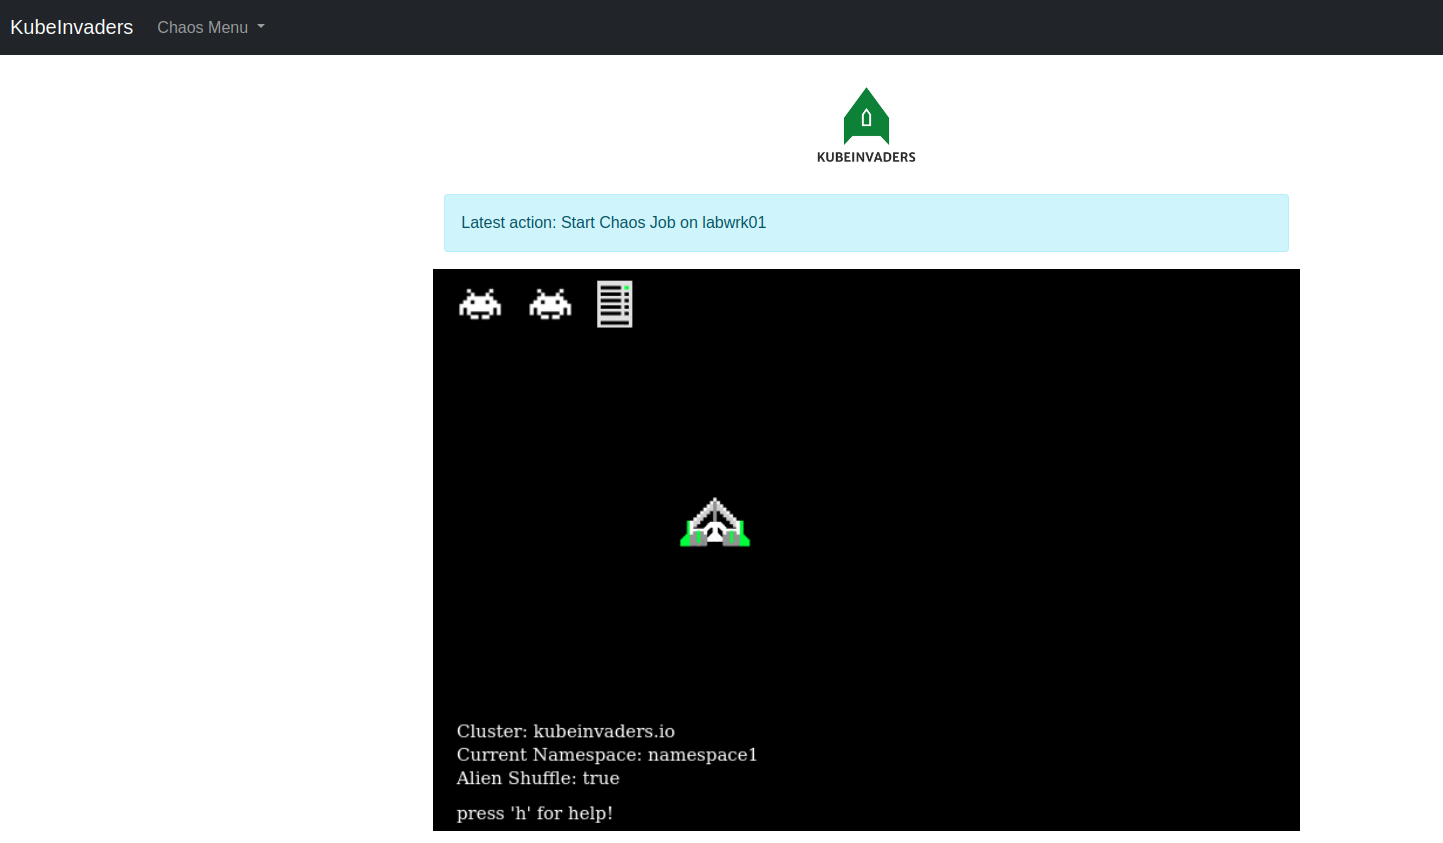 KubeInvaders Chaos Menu
KUBEINVADERS
Latest action: Start Chaos Job on labwrk01
Cluster: kubeinvaders.io
Current Namespace: namespace1
Alien Shuffle: true
press 'h' for help!